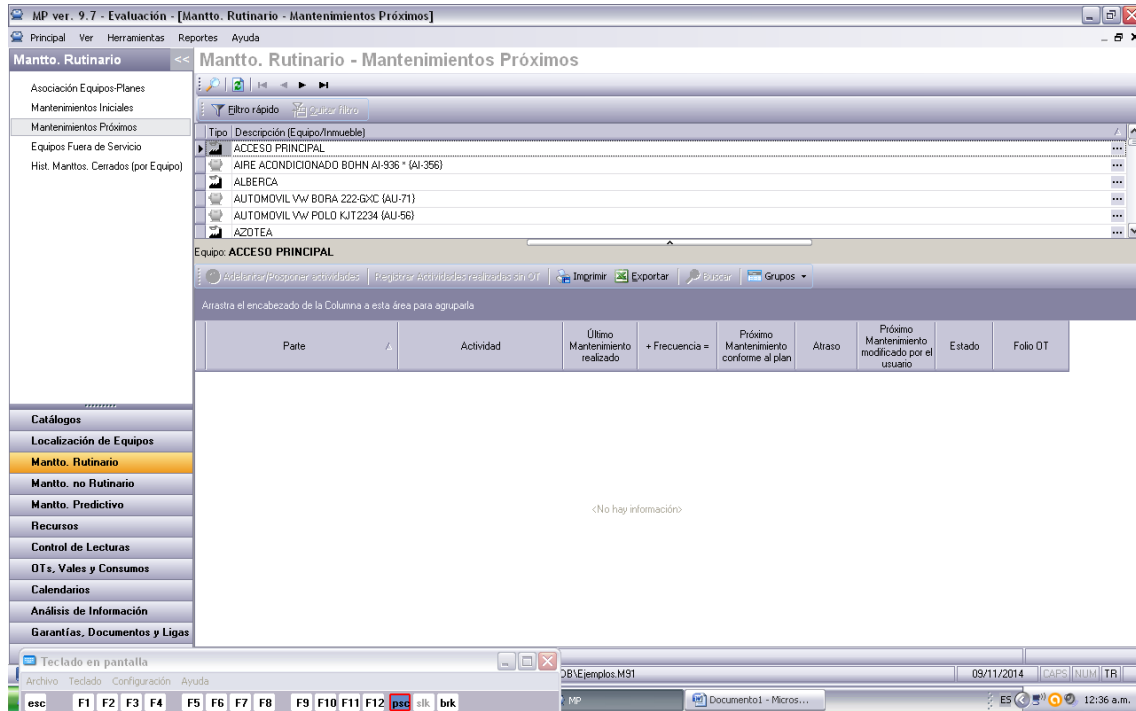 MP ver. 9.7 - Evaluación - [Mantto. Rutinario - Mantenimientos Próximos]
Principal Ver Herramientas Reportes Ayuda
Mantto. Rutinario << Mantto. Rutinario - Mantenimientos Próximos
Asociación Equipos-Planes
Mantenimientos Iniciales
Mantenimientos Próximos
Equipos Fuera de Servicio
Hist. Manttos. Cerrados (por Equipo)
Filtro rápido Quitar filtro
Tipo Descripción (Equipo/Inmueble)
ACCESO PRINCIPAL ...
AIRE ACONDICIONADO BOHN AI-936 * {AI-356} ...
ALBERCA ...
AUTOMOVIL VW BORA 222-GXC {AU-71} ...
AUTOMOVIL VW POLO KJT2234 {AU-56} ...
AZOTEA ...
Equipo: ACCESO PRINCIPAL
Adelantar/Posponer actividades Registrar Actividades realizadas sin OT Imprimir Exportar Buscar Grupos
Arrastra el encabezado de la Columna a esta área para agruparla
Parte
Actividad
Último
Mantenimiento
realizado
+ Frecuencia =
Próximo
Mantenimiento
conforme al plan
Atraso
Próximo
Mantenimiento
modificado por el
usuario
Estado
Folio OT
<No hay información>
Catálogos
Localización de Equipos
Mantto. Rutinario
Mantto. no Rutinario
Mantto. Predictivo
Recursos
Control de Lecturas
OTs, Vales y Consumos
Calendarios
Análisis de Información
Garantías, Documentos y Ligas
Teclado en pantalla
Archivo Teclado Configuración Ayuda
esc F1 F2 F3 F4 F5 F6 F7 F8 F9 F10 F11 F12 psc slk brk
DB\Ejemplos.M91 09/11/2014 CAPS NUM TR
MP Documento1 - Micros... ES 12:36 a.m.